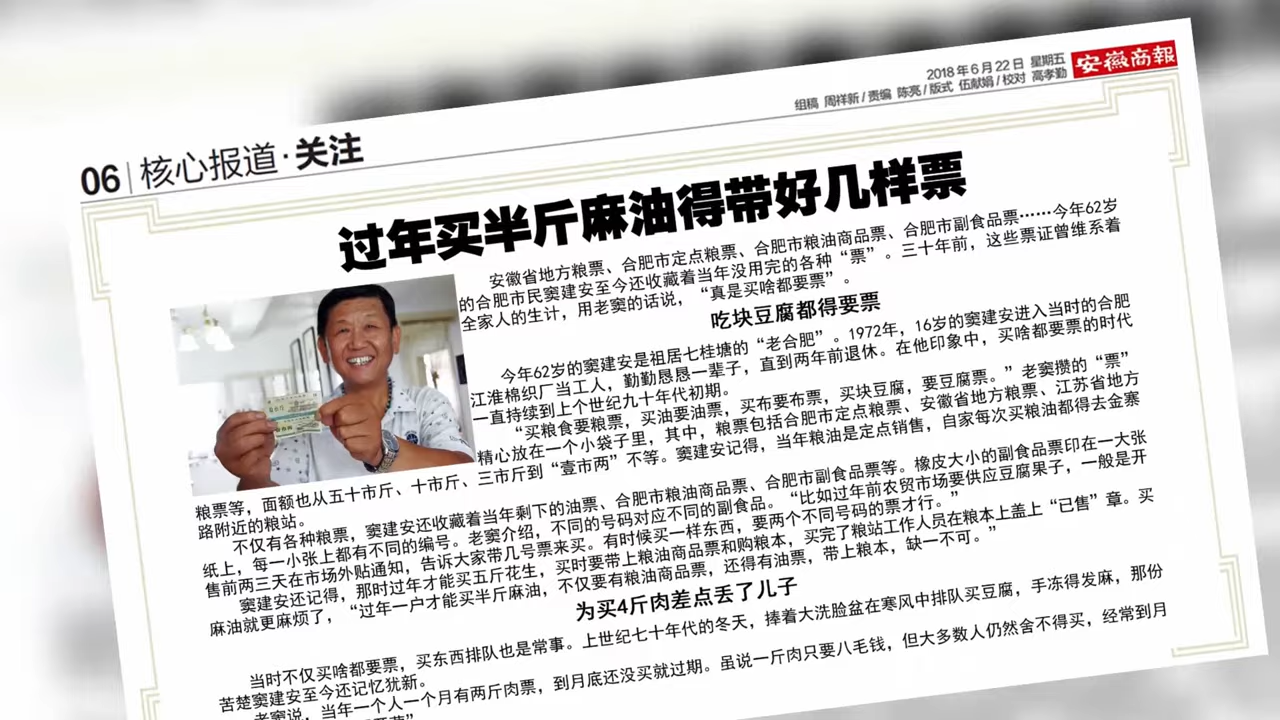 2018年6月22日 星期五
安徽商報
组稿 周祥新/责编 陈亮/版式 伍献娟/校对 高孝勤
06 核心报道·关注
过年买半斤麻油得带好几样票
安徽省地方粮票、合肥市定点粮票、合肥市粮油商品票、合肥市副食品票……今年62岁
的合肥市民窦建安至今还收藏着当年没用完的各种“票”。三十年前，这些票证曾维系着
全家人的生计，用老窦的话说，“真是买啥都要票”。
吃块豆腐都得要票
今年62岁的窦建安是祖居七桂塘的“老合肥”。1972年，16岁的窦建安进入当时的合肥
江淮棉织厂当工人，勤勤恳恳一辈子，直到两年前退休。在他印象中，买啥都要票的时代
一直持续到上个世纪九十年代初期。
“买粮食要粮票，买油要油票，买布要布票，买块豆腐，要豆腐票。”老窦攒的“票”
精心放在一个小袋子里，其中，粮票包括合肥市定点粮票、安徽省地方粮票、江苏省地方
粮票等，面额也从五十市斤、十市斤、三市斤到“壹市两”不等。窦建安记得，当年粮油是定点销售，自家每次买粮油都得去金寨
路附近的粮站。
不仅有各种粮票，窦建安还收藏着当年剩下的油票、合肥市粮油商品票、合肥市副食品票等。橡皮大小的副食品票印在一大张
纸上，每一小张上都有不同的编号。老窦介绍，不同的号码对应不同的副食品。“比如过年前农贸市场要供应豆腐果子，一般是开
售前两三天在市场外贴通知，告诉大家带几号票来买。有时候买一样东西，要两个不同号码的票才行。”
窦建安还记得，那时过年才能买五斤花生，买时要带上粮油商品票和购粮本，买完了粮站工作人员在粮本上盖上“已售”章。买
麻油就更麻烦了，“过年一户才能买半斤麻油，不仅要有粮油商品票，还得有油票，带上粮本，缺一不可。”
为买4斤肉差点丢了儿子
当时不仅买啥都要票，买东西排队也是常事。上世纪七十年代的冬天，捧着大洗脸盆在寒风中排队买豆腐，手冻得发麻，那份
苦楚窦建安至今还记忆犹新。
老窦说，当年一个人一个月有两斤肉票，到月底还没买就过期。虽说一斤肉只要八毛钱，但大多数人仍然舍不得买，经常到月